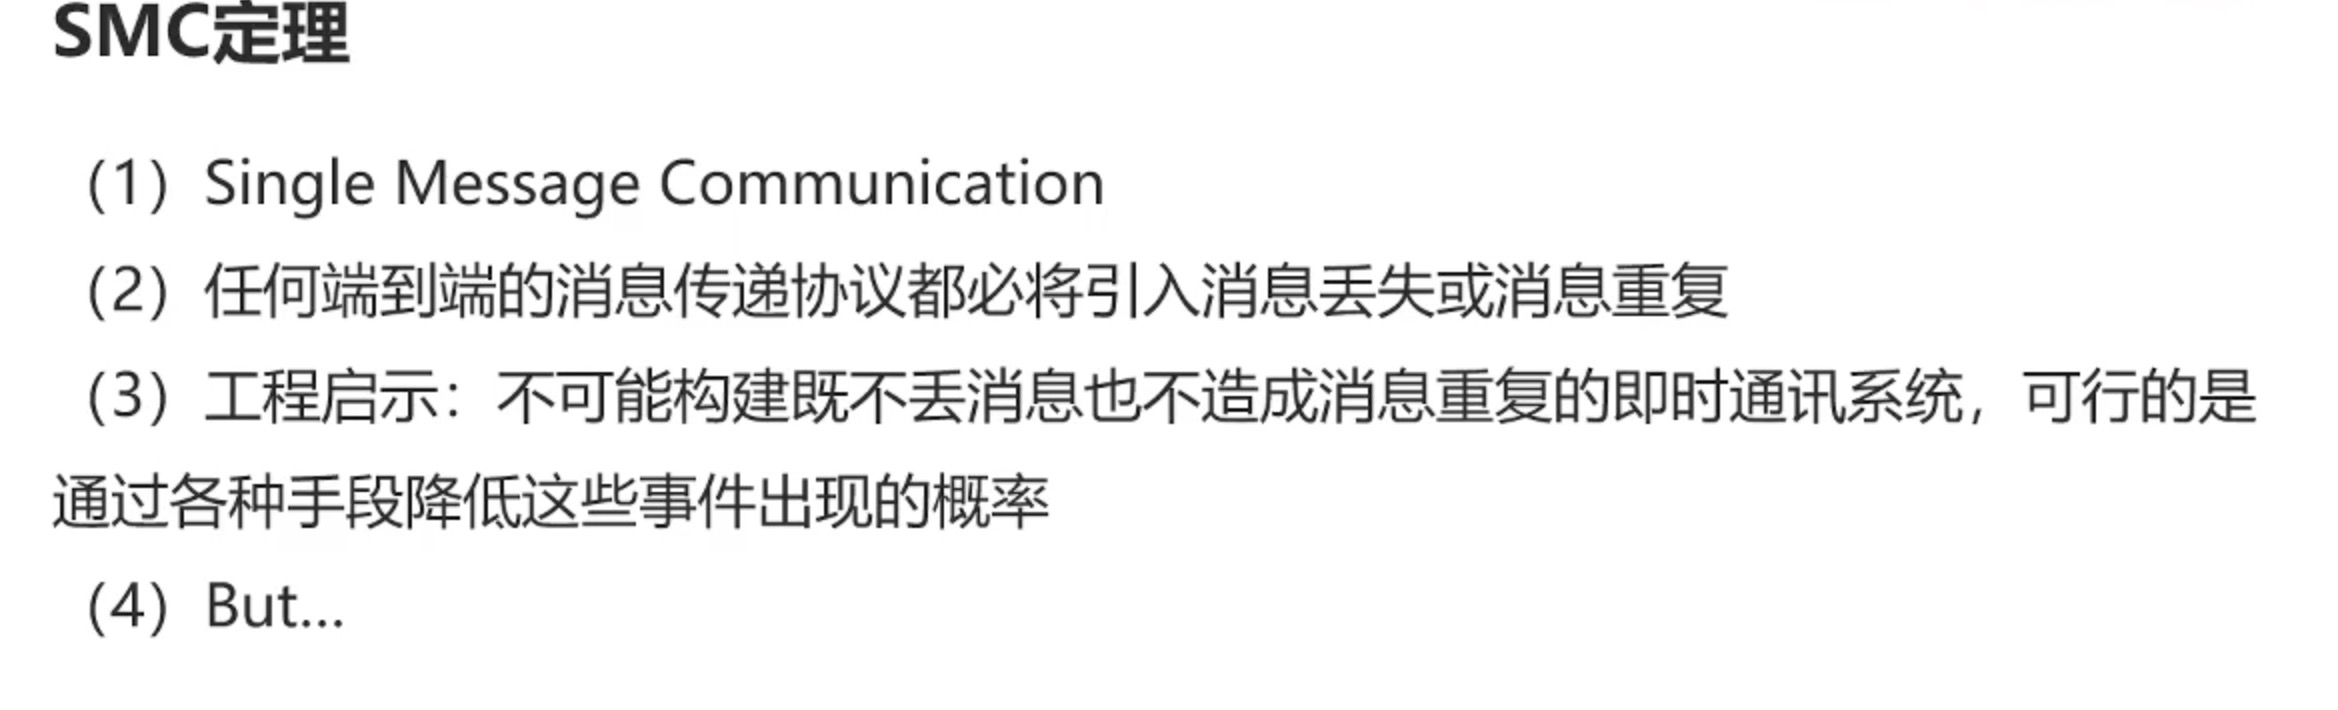 SMC定理
（1）Single Message Communication
（2）任何端到端的消息传递协议都必将引入消息丢失或消息重复
（3）工程启示：不可能构建既不丢消息也不造成消息重复的即时通讯系统，可行的是
通过各种手段降低这些事件出现的概率
（4）But...